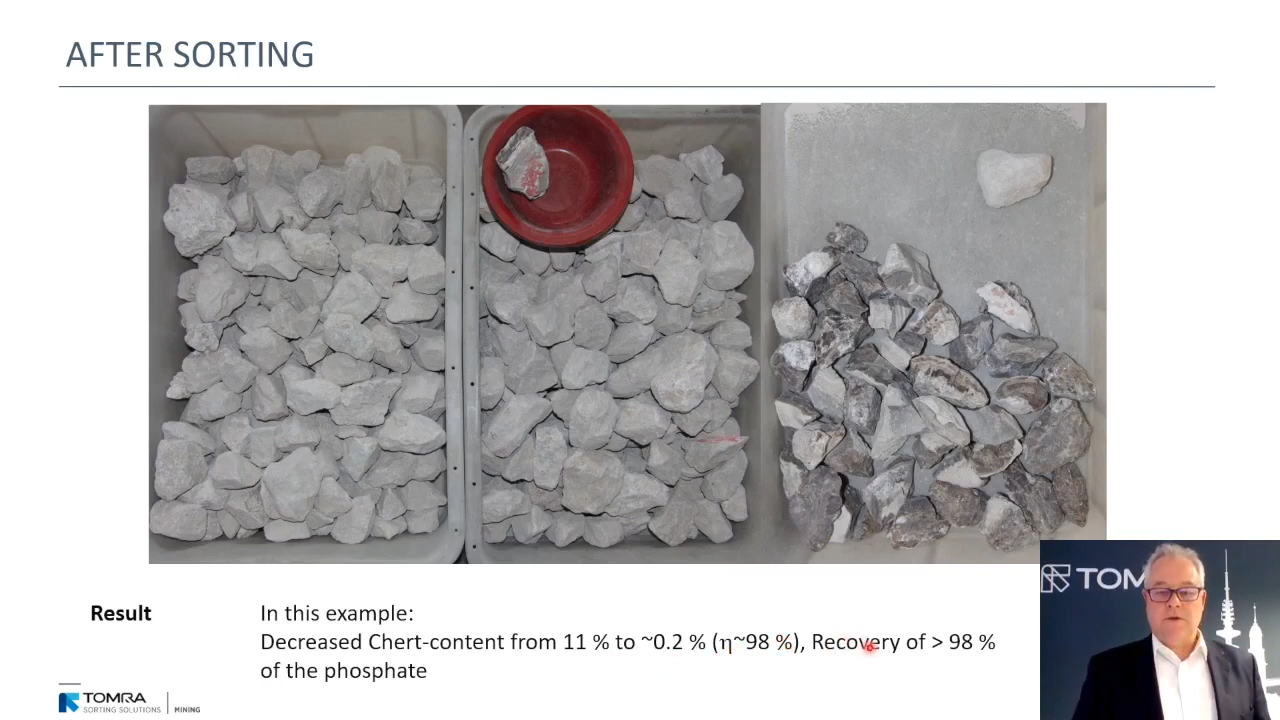 AFTER SORTING
Result
In this example:
Decreased Chert-content from 11 % to ~0.2 % (η~98 %), Recovery of > 98 %
of the phosphate
TOMRA
SORTING SOLUTIONS | MINING
TOM